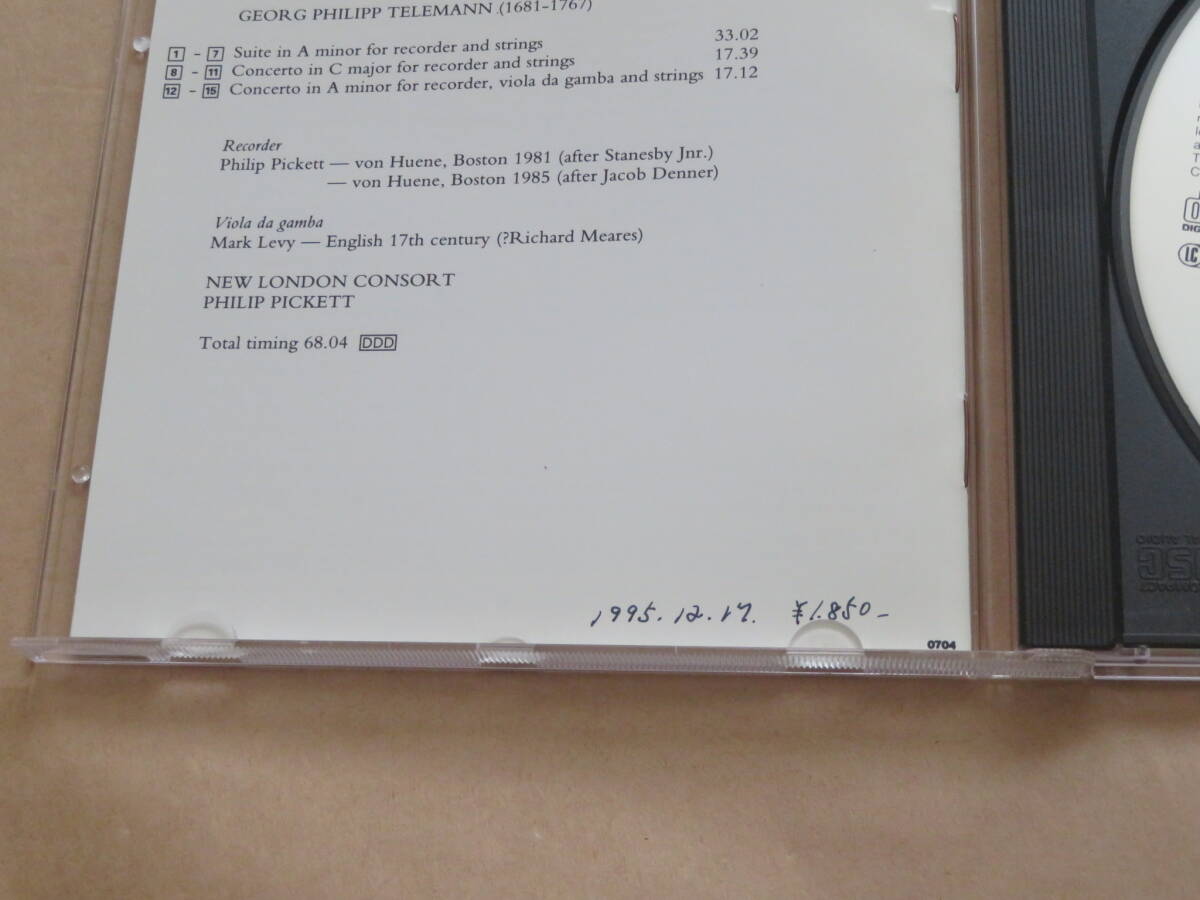 GEORG PHILIPP TELEMANN (1681-1767)
1 - 7 Suite in A minor for recorder and strings 33.02
8 - 11 Concerto in C major for recorder and strings 17.39
12 - 15 Concerto in A minor for recorder, viola da gamba and strings 17.12
Recorder
Philip Pickett — von Huene, Boston 1981 (after Stanesby Jnr.)
— von Huene, Boston 1985 (after Jacob Denner)
Viola da gamba
Mark Levy — English 17th century (?Richard Meares)
NEW LONDON CONSORT
PHILIP PICKETT
Total timing 68.04 DDD
1995.12.17. ¥1.850-
0704